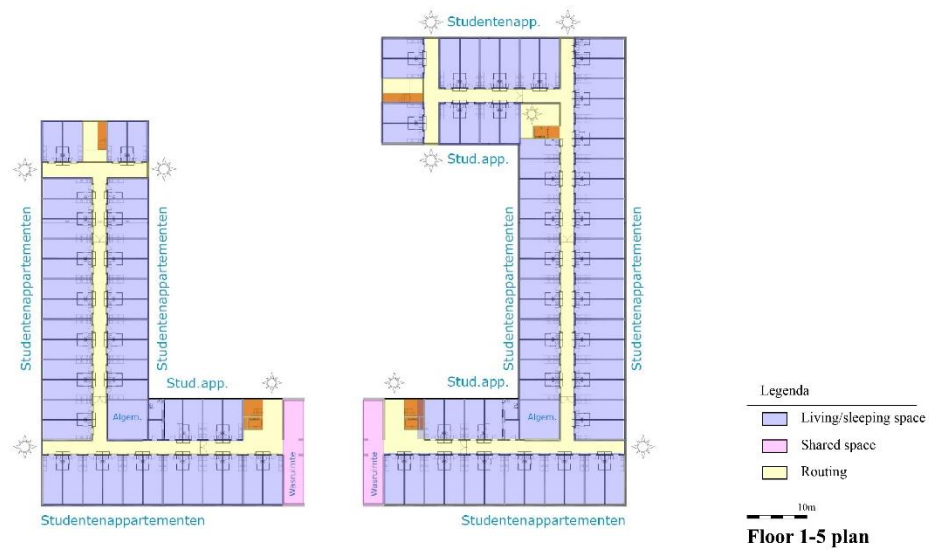 Studentenapp.
Stud.app.
Studentenappartementen
Studentenappartementen
Studentenappartementen
Studentenappartementen
Stud.app.
Stud.app.
Algem.
Algem.
Wasruimte
Wasruimte
Studentenappartementen
Studentenappartementen
Legenda
Living/sleeping space
Shared space
Routing
10m
Floor 1-5 plan